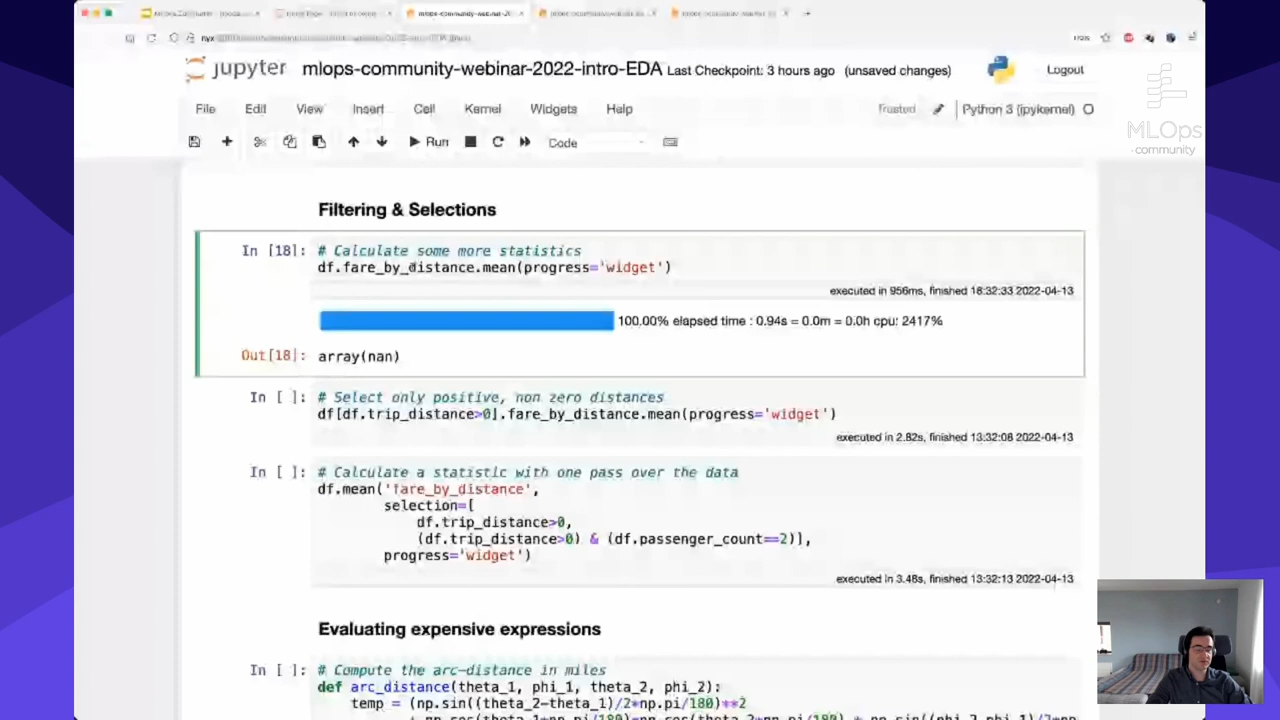 jupyter mlops-community-webinar-2022-intro-EDA Last Checkpoint: 3 hours ago (unsaved changes) Logout
File Edit View Insert Cell Kernel Widgets Help Trusted Python 3 (ipykernel)
Run Code
MLOps
.community
Filtering & Selections
In [18]: # Calculate some more statistics
df.fare_by_distance.mean(progress='widget')
executed in 956ms, finished 18:32:33 2022-04-13
100.00% elapsed time : 0.94s = 0.0m = 0.0h cpu: 2417%
Out[18]: array(nan)
In [ ]: # Select only positive, non zero distances
df[df.trip_distance>0].fare_by_distance.mean(progress='widget')
executed in 2.82s, finished 13:32:08 2022-04-13
In [ ]: # Calculate a statistic with one pass over the data
df.mean('fare_by_distance',
selection=[
df.trip_distance>0,
(df.trip_distance>0) & (df.passenger_count==2)],
progress='widget')
executed in 3.48s, finished 13:32:13 2022-04-13
Evaluating expensive expressions
In [ ]: # Compute the arc-distance in miles
def arc_distance(theta_1, phi_1, theta_2, phi_2):
temp = (np.sin((theta_2-theta_1)/2*np.pi/180)**2